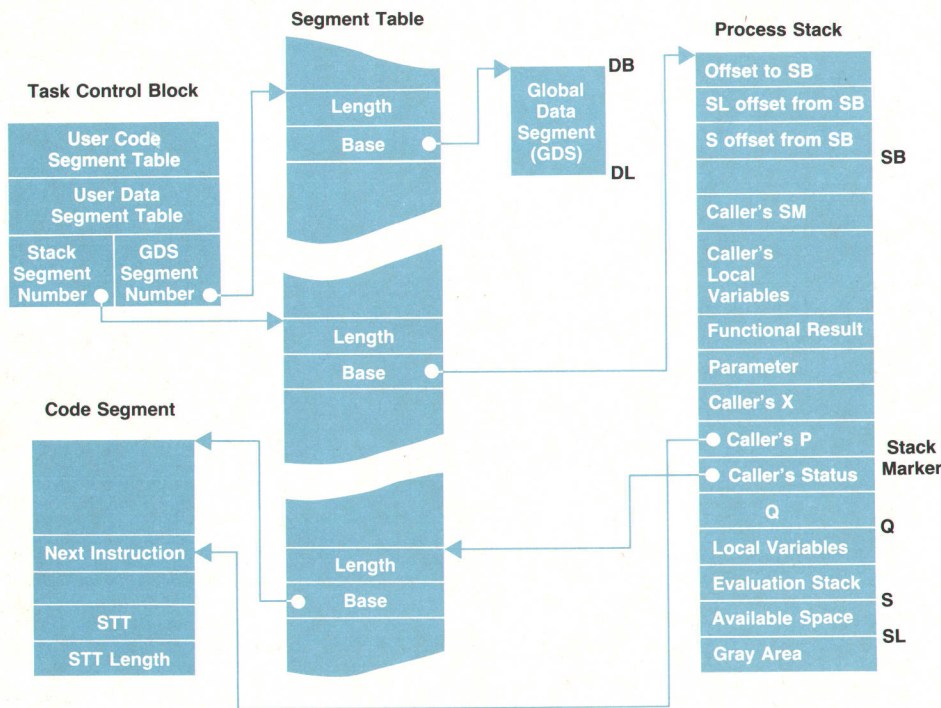 Segment Table
Process Stack
Task Control Block
User Code
Segment Table
User Data
Segment Table
Stack
Segment
Number
GDS
Segment
Number
Length
Base
DB
Global
Data
Segment
(GDS)
DL
Length
Base
Code Segment
Next Instruction
STT
STT Length
Length
Base
Offset to SB
SL offset from SB
S offset from SB
SB
Caller's SM
Caller's
Local
Variables
Functional Result
Parameter
Caller's X
Caller's P
Stack
Marker
Caller's Status
Q
Q
Local Variables
Evaluation Stack
S
Available Space
SL
Gray Area